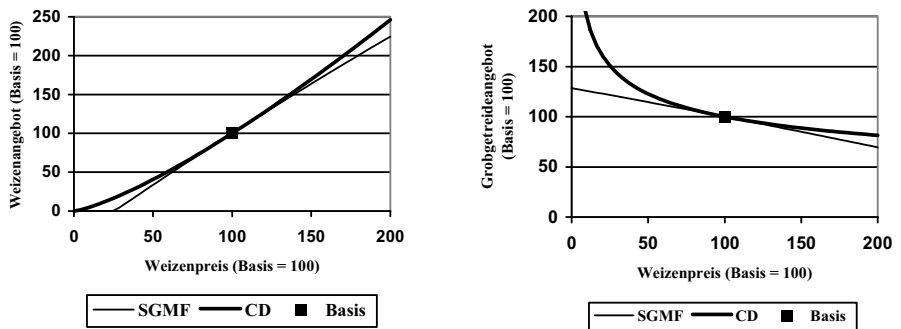 Weizenangebot (Basis = 100)
250
200
150
100
50
0
0 50 100 150 200
Weizenpreis (Basis = 100)
SGMF CD Basis
Grobgetreideangebot
(Basis = 100)
200
150
100
50
0
0 50 100 150 200
Weizenpreis (Basis = 100)
SGMF CD Basis